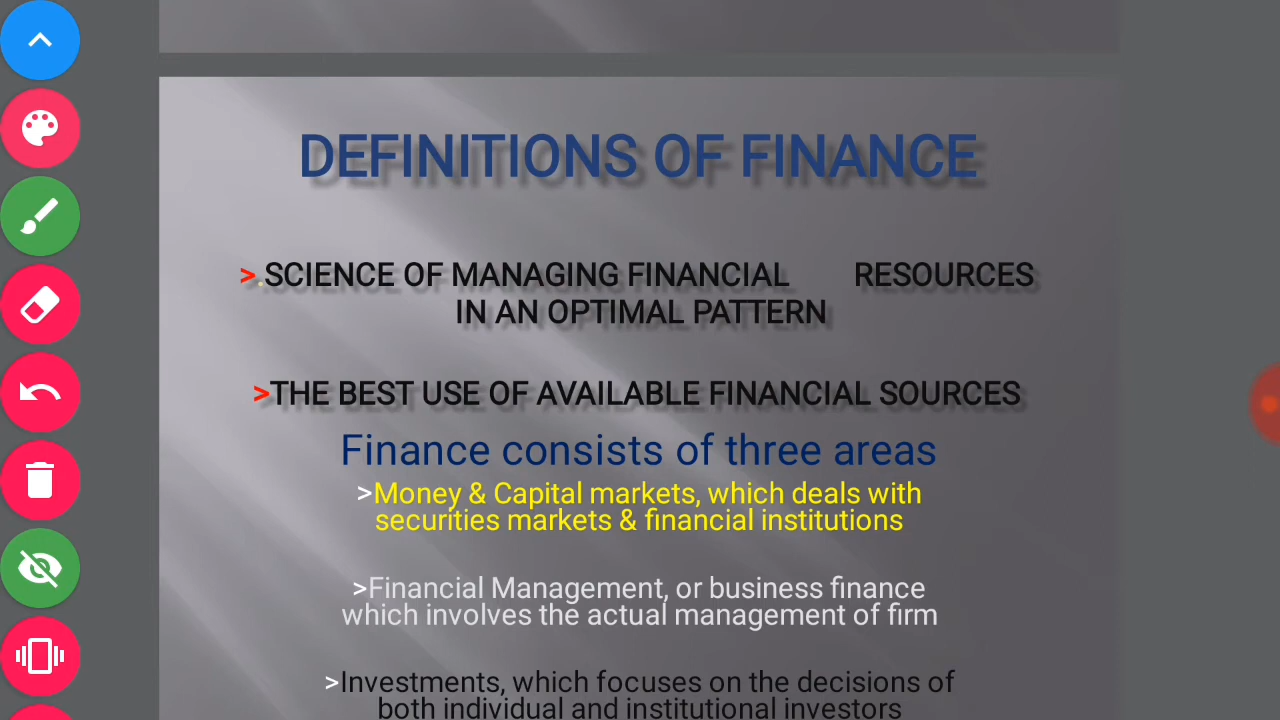 DEFINITIONS OF FINANCE
>.SCIENCE OF MANAGING FINANCIAL RESOURCES
IN AN OPTIMAL PATTERN
>THE BEST USE OF AVAILABLE FINANCIAL SOURCES
Finance consists of three areas
>Money & Capital markets, which deals with
securities markets & financial institutions
>Financial Management, or business finance
which involves the actual management of firm
>Investments, which focuses on the decisions of
both individual and institutional investors